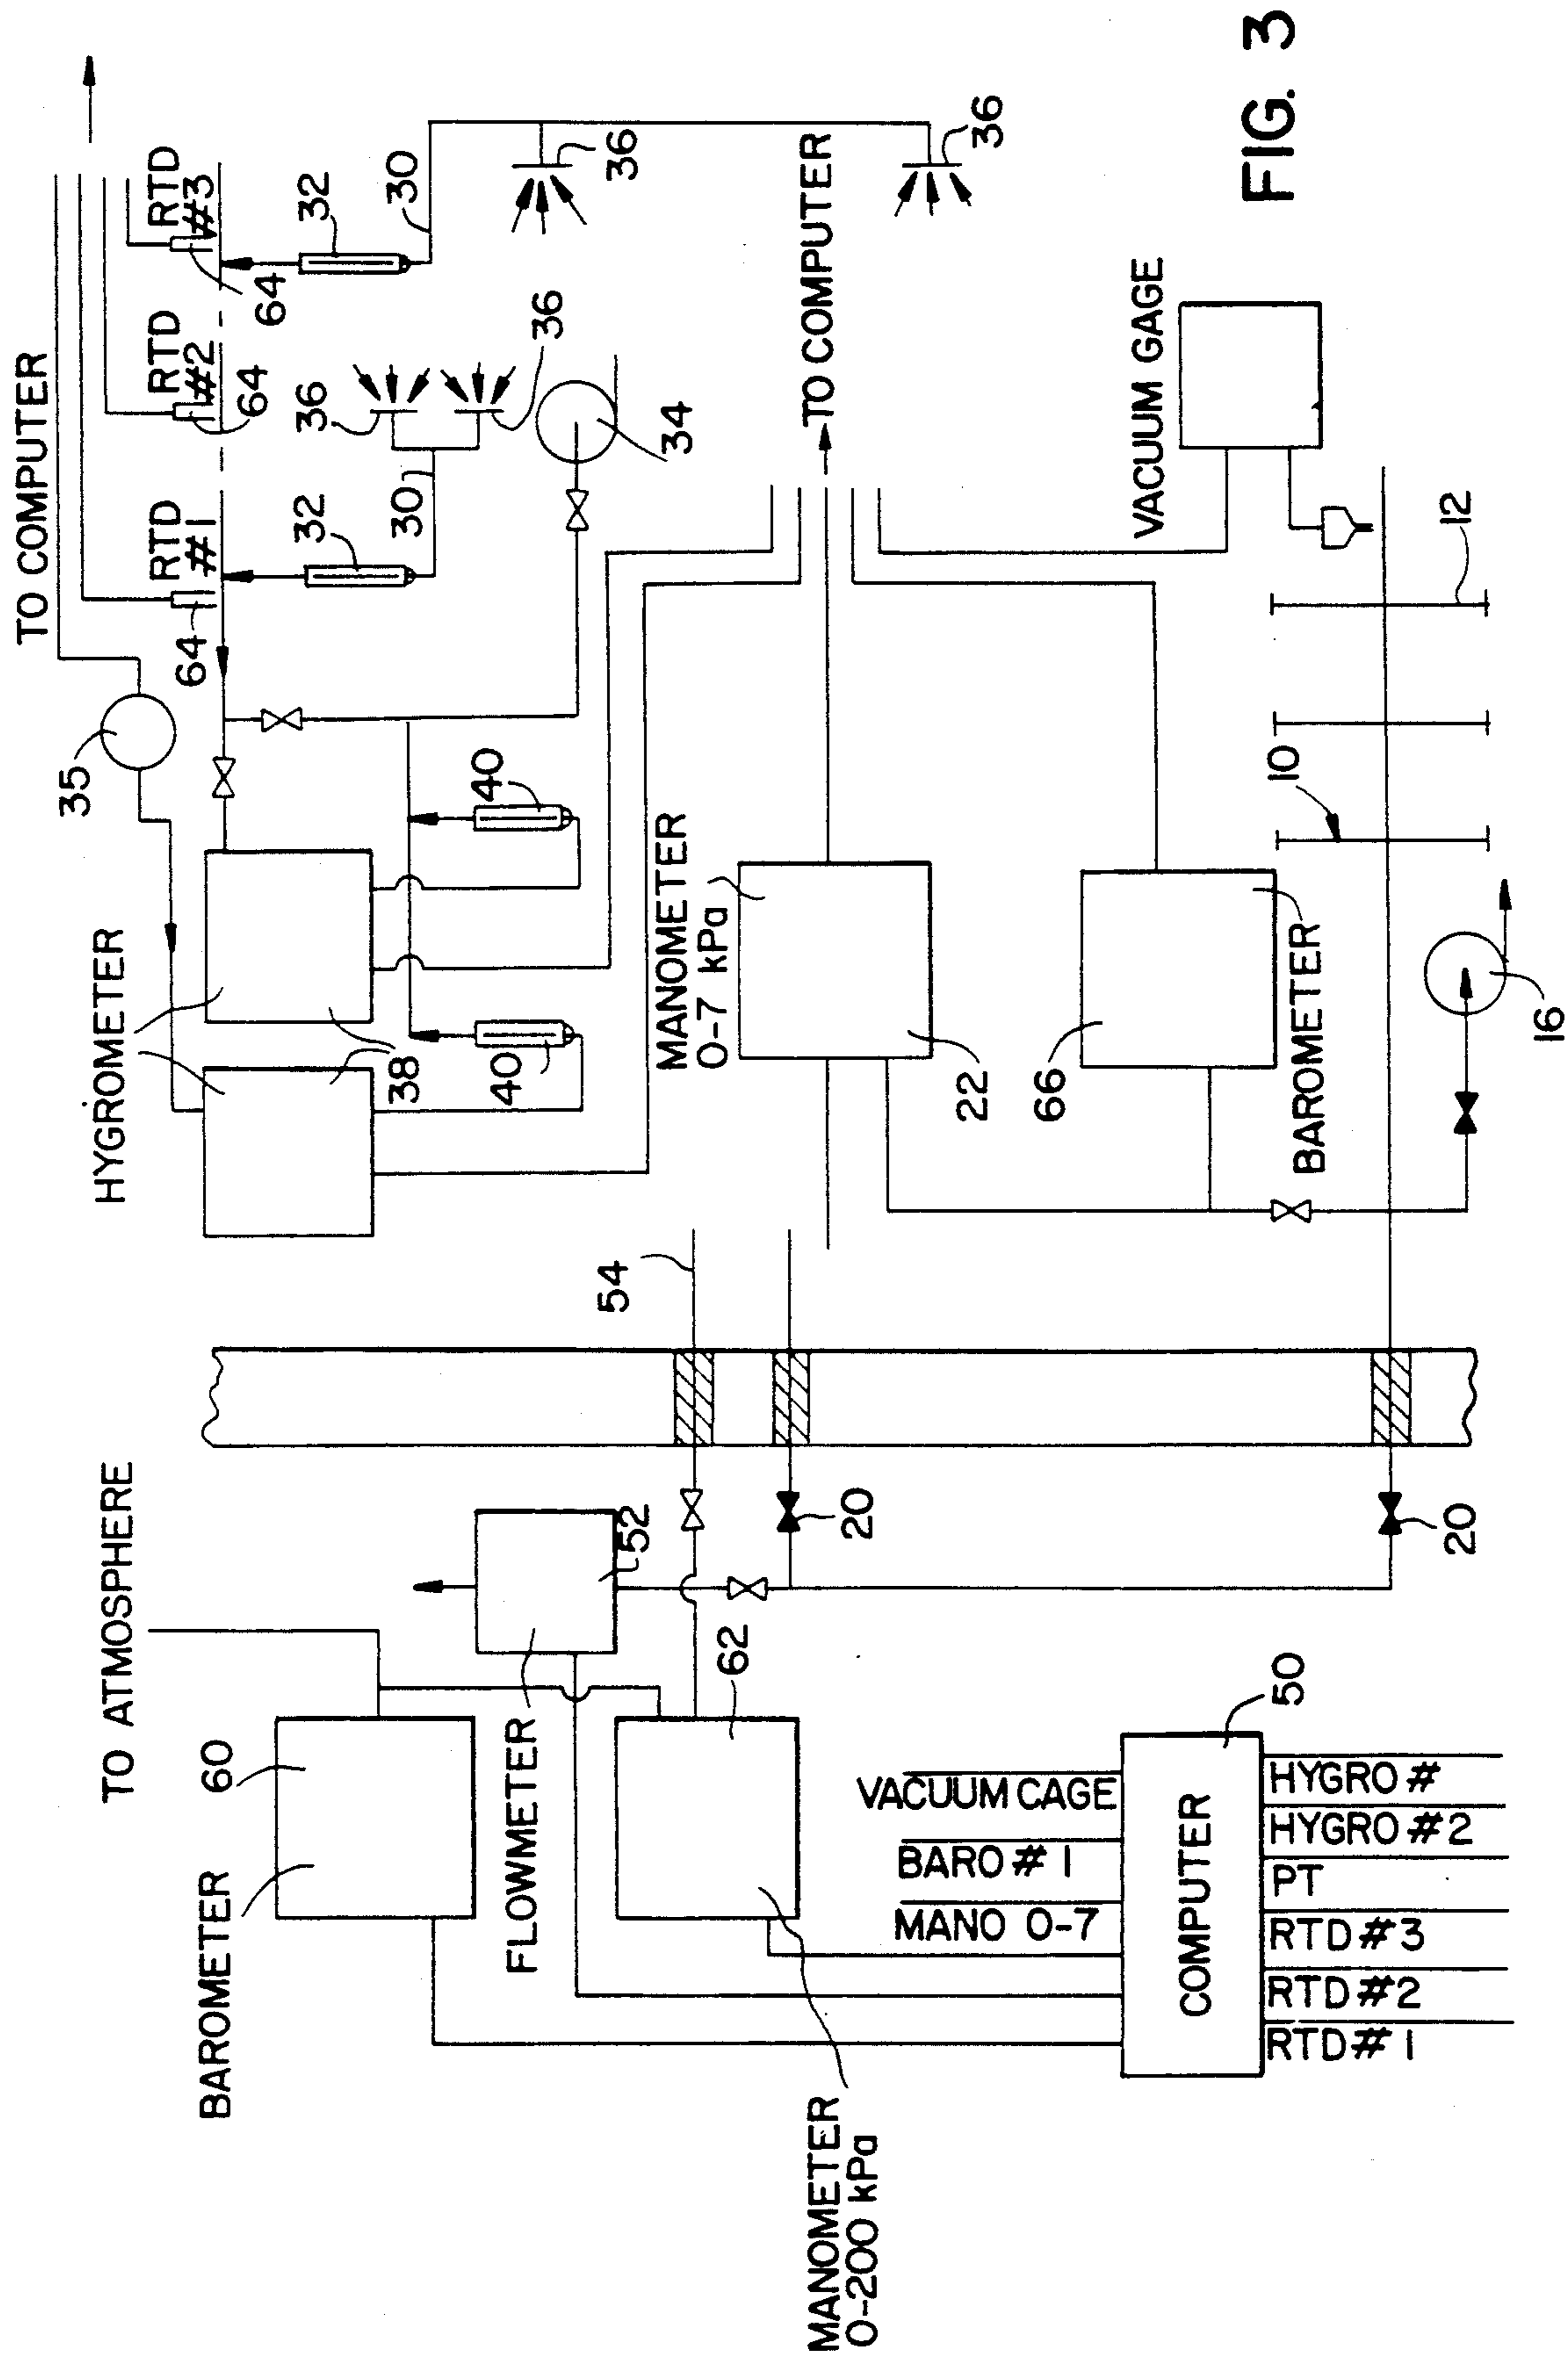 TO COMPUTER
RTD
#1
RTD
#2
RTD
#3
64
64
64
35
32
32
30
30
36
36
36
36
34
HYGROMETER
38
40
40
MANOMETER
0-7 kPa
22
TO COMPUTER
66
BAROMETER
VACUUM GAGE
10
12
16
54
20
20
TO ATMOSPHERE
52
FLOWMETER
60
BAROMETER
62
MANOMETER
0-200 kPa
VACUUM CAGE
BARO # 1
MANO 0-7
COMPUTER
50
HYGRO #
HYGRO #2
PT
RTD #3
RTD #2
RTD # 1
FIG. 3